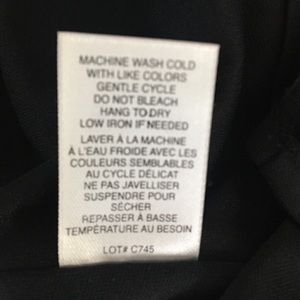 MACHINE WASH COLD
WITH LIKE COLORS
GENTLE CYCLE
DO NOT BLEACH
HANG TO DRY
LOW IRON IF NEEDED
LAVER À LA MACHINE
À L'EAU FROIDE AVEC LES
COULEURS SEMBLABLES
AU CYCLE DÉLICAT
NE PAS JAVELLISER
SUSPENDRE POUR
SÉCHER
REPASSER À BASSE
TEMPÉRATURE AU BESOIN
LOT# C745